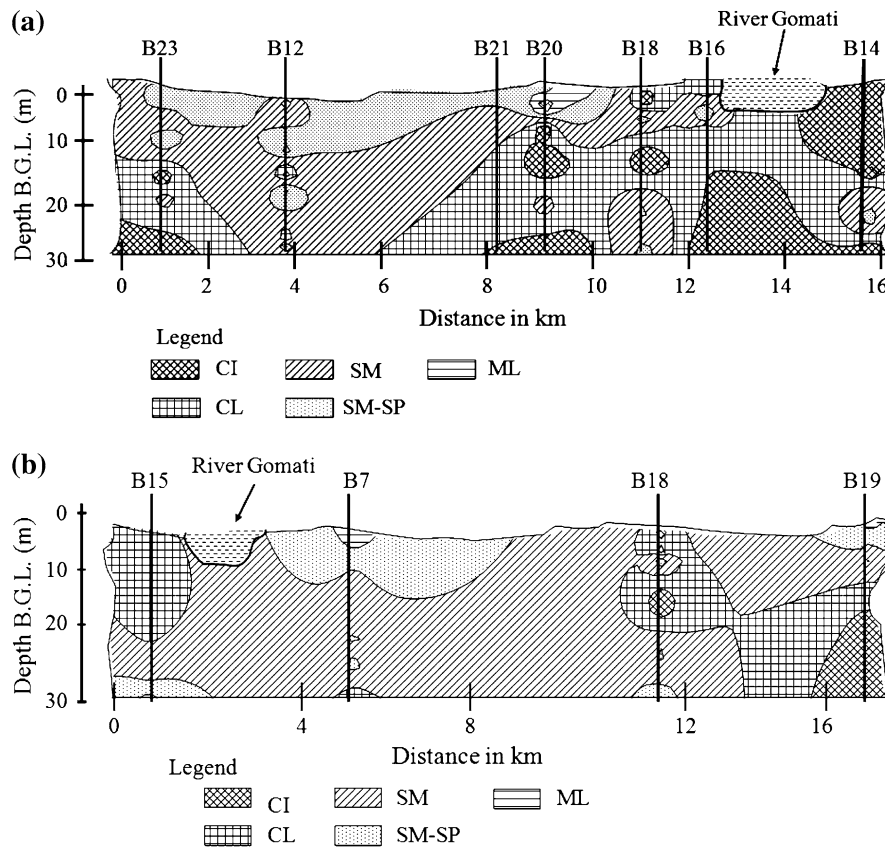 (a)
River Gomati
B23 B12 B21 B20 B18 B16 B14
Depth B.G.L. (m)
0
10
20
30
0 2 4 6 8 10 12 14 16
Distance in km
Legend
CI SM ML
CL SM-SP
(b)
River Gomati
B15 B7 B18 B19
Depth B.G.L. (m)
0
10
20
30
0 4 8 12 16
Distance in km
Legend
CI SM ML
CL SM-SP